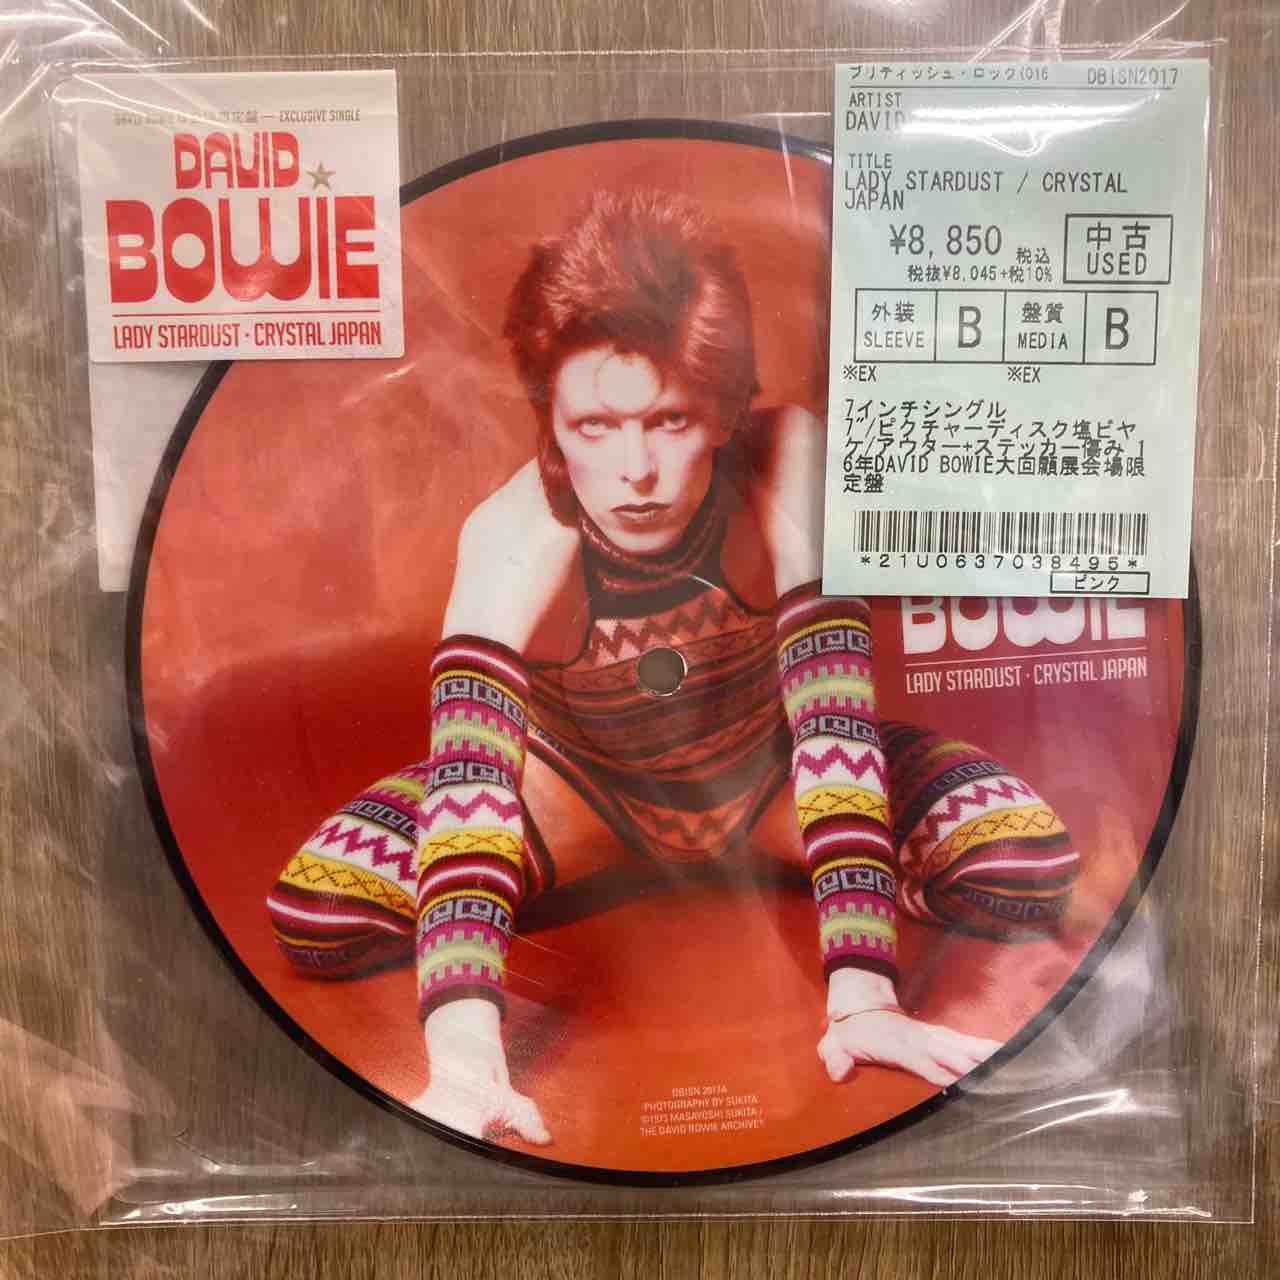 EXCLUSIVE SINGLE
DAVID
BOWIE
LADY STARDUST · CRYSTAL JAPAN
ブリティッシュ・ロック(016 DBISN2017
ARTIST
DAVID
TITLE
LADY STARDUST / CRYSTAL
JAPAN
¥8,850 税込
税抜¥8,045+税10%
中古
USED
外装 SLEEVE B 盤質 MEDIA B
※EX ※EX
7インチシングル
7"/ピクチャーディスク塩ビヤ
ケ/アウター+ステッカー傷み 1
6年DAVID BOWIE大回顧展会場限
定盤
*21U0637038495*
ピンク
BOWIE
LADY STARDUST · CRYSTAL JAPAN
DBISN 2017A
PHOTOGRAPHY BY SUKITA
©1973 MASAYOSHI SUKITA /
THE DAVID BOWIE ARCHIVE